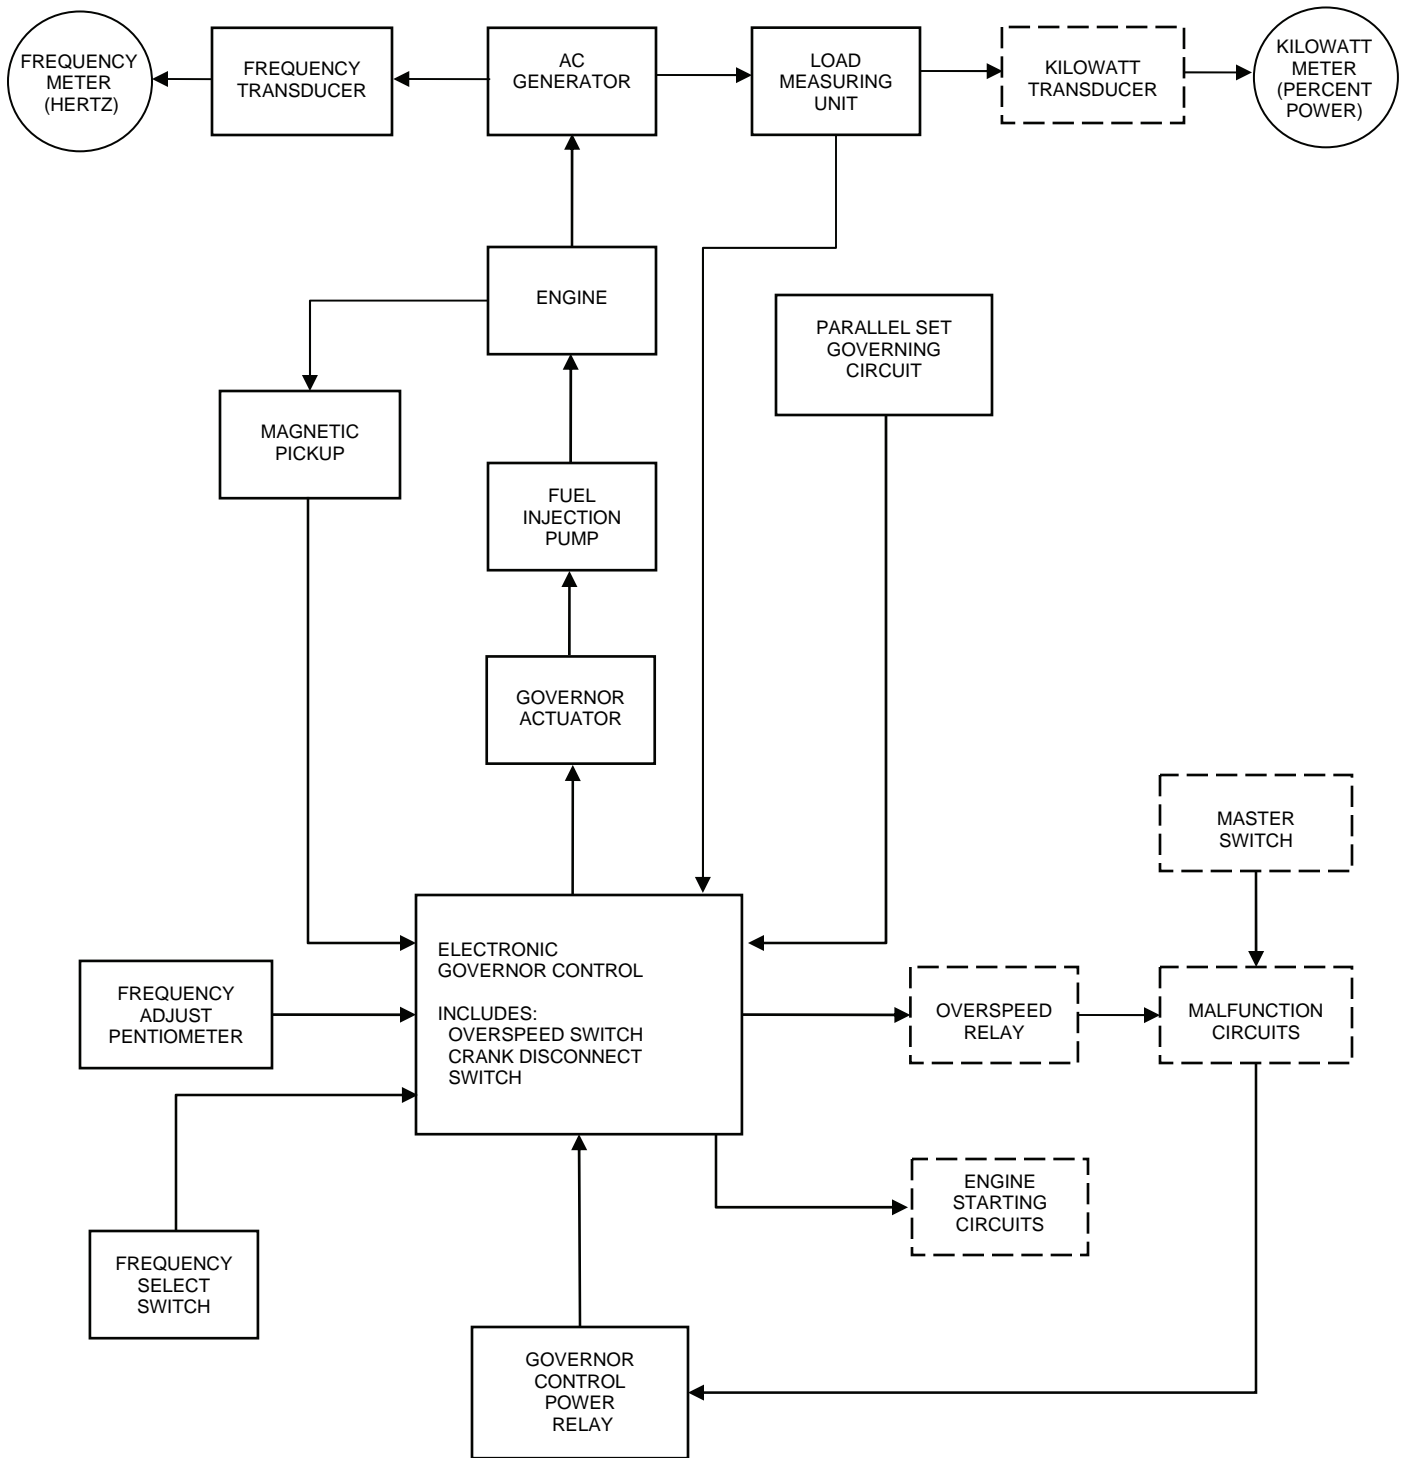 FREQUENCY
METER
(HERTZ)
FREQUENCY
TRANSDUCER
AC
GENERATOR
LOAD
MEASURING
UNIT
KILOWATT
TRANSDUCER
KILOWATT
METER
(PERCENT
POWER)
ENGINE
PARALLEL SET
GOVERNING
CIRCUIT
MAGNETIC
PICKUP
FUEL
INJECTION
PUMP
GOVERNOR
ACTUATOR
MASTER
SWITCH
ELECTRONIC
GOVERNOR CONTROL
INCLUDES:
OVERSPEED SWITCH
CRANK DISCONNECT
SWITCH
FREQUENCY
ADJUST
PENTIOMETER
OVERSPEED
RELAY
MALFUNCTION
CIRCUITS
ENGINE
STARTING
CIRCUITS
FREQUENCY
SELECT
SWITCH
GOVERNOR
CONTROL
POWER
RELAY